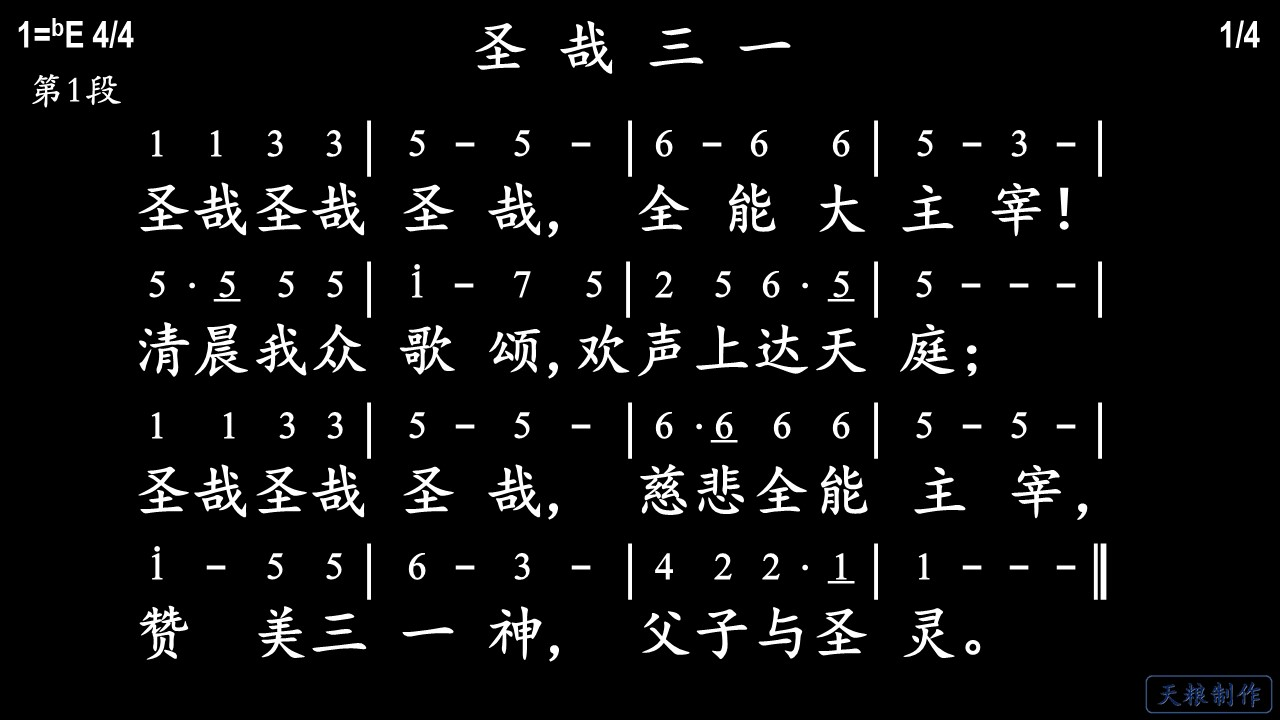 1=ᵇE 4/4 圣哉三一 1/4
第1段
1 1 3 3 | 5 - 5 - | 6 - 6 6 | 5 - 3 - |
圣哉圣哉 圣 哉， 全 能 大 主 宰！
5 · 5̲ 5 5 | i̇ - 7 5 | 2 5 6 · 5̲ | 5 - - - |
清晨我众 歌 颂，欢声上达天 庭；
1 1 3 3 | 5 - 5 - | 6 · 6̲ 6 6 | 5 - 5 - |
圣哉圣哉 圣 哉， 慈悲全能 主 宰，
i̇ - 5 5 | 6 - 3 - | 4 2 2 · 1̲ | 1 - - - ‖
赞 美三 一 神， 父子与圣 灵。
天粮制作